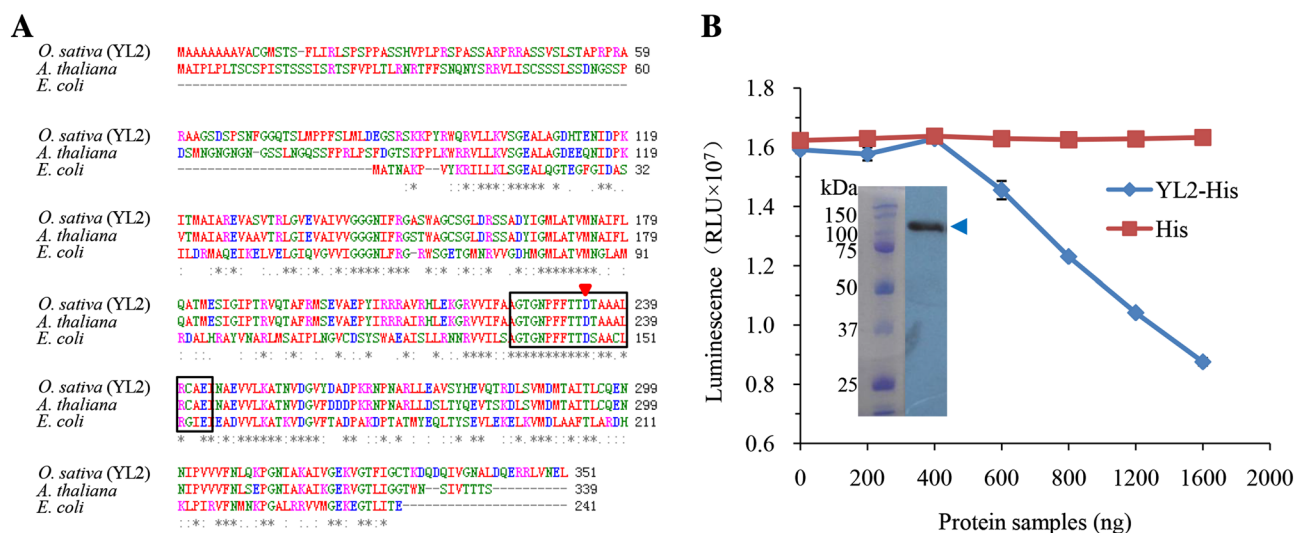 A
O. sativa (YL2) MAAAAAAAVACGMSTS-FLIRLSPSPPASSHVPLPRSPASSARPRRASSVSLSTAPRPRA 59
A. thaliana MAIPLPLTSCSPISTSSSISRTSFVPLTLRNRTFFSNQNYSRRVLISCSSSLSSDNGSSP 60
E. coli ------------------------------------------------------------
O. sativa (YL2) RAAGSDSPSNFGGQTSLMPPFSLMLDEGSRSKKPYRWQRVLLKVSGEALAGDHTENIDPK 119
A. thaliana DSMNGNGNGN-GSSLNGQSSFPRLPSFDGTSKPPLKWRRVLLKVSGEALAGDEEQNIDPK 119
E. coli --------------------------MATNAKP--VYKRILLKLSGEALQGTEGFGIDAS 32
O. sativa (YL2) ITMAIAREVASVTRLGVEVAIVVGGGNIFRGASWAGCSGLDRSSADYIGMLATVMNAIFL 179
A. thaliana VTMAIAREVAAVTRLGIEVAIVVGGGNIFRGSTWAGCSGLDRSSADYIGMLATVMNAIFL 179
E. coli ILDRMAQEIKELVELGIQVGVVIGGGNLFRG-RWSGETGMNRVVGDHMGMLATVMNGLAM 91
O. sativa (YL2) QATMESIGIPTRVQTAFRMSEVAEPYIRRRAVRHLEKGRVVIFAAGTGNPFFTTDTAAAL 239
A. thaliana QATMESIGIPTRVQTAFRMSEVAEPYIRRRAIRHLEKGRVVIFAAGTGNPFFTTDTAAAL 239
E. coli RDALHRAYVNARLMSAIPLNGVCDSYSWAEAISLLRNNRVVILSAGTGNPFFTTDSAACL 151
O. sativa (YL2) RCAEINAEVVLKATNVDGVYDADPKRNPNARLLEAVSYHEVQTRDLSVMDMTAITLCQEN 299
A. thaliana RCAEINAEVVLKATNVDGVFDDDPKRNPNARLLDSLTYQEVTSKDLSVMDMTAITLCQEN 299
E. coli RGIEIEADVVLKATKVDGVFTADPAKDPTATMYEQLTYSEVLEKELKVMDLAAFTLARDH 211
O. sativa (YL2) NIPVVVFNLQKPGNIAKAIVGEKVGTFIGCTKDQDQIVGNALDQERRLVNEL 351
A. thaliana NIPVVVFNLSEPGNIAKAIKGERVGTLIGGTWN--SIVTTTS---------- 339
E. coli KLPIRVFNMNKPGALRRVVMGEKEGTLITE---------------------- 241
B
Luminescence (RLU×10⁷)
1.8
1.6
1.4
1.2
1.0
0.8
0.6
kDa
150
100
75
50
37
25
YL2-His
His
0 200 400 600 800 1200 1600 2000
Protein samples (ng)